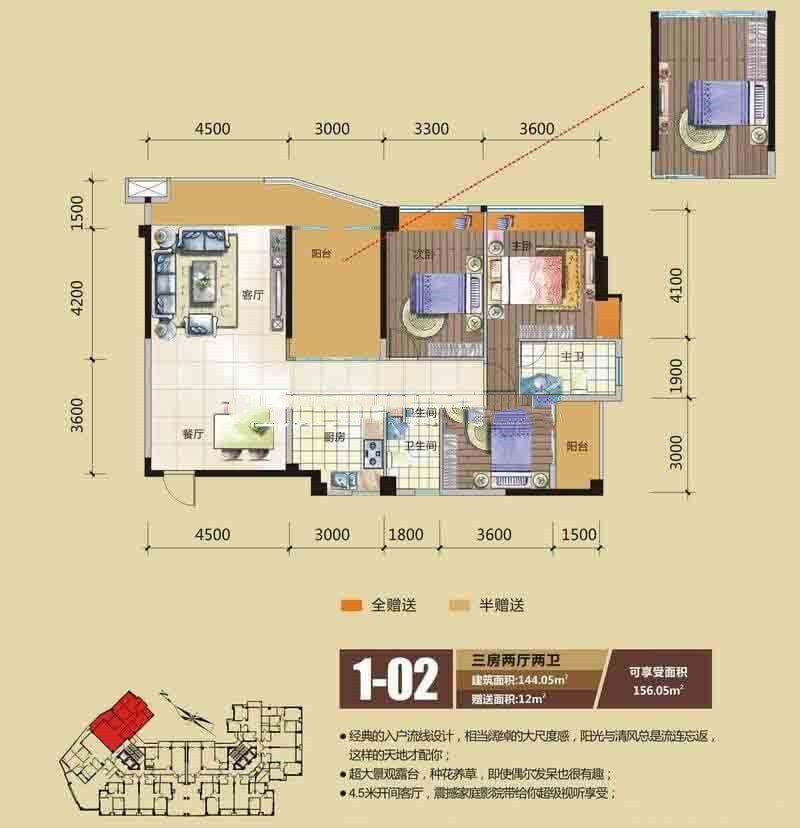 4500 3000 3300 3600
1500
4200
3600
4100
1900
3000
阳台
次卧
主卧
客厅
主卫
餐厅
厨房
卫生间
卫生间
阳台
4500 3000 1800 3600 1500
全赠送 半赠送
1-02
三房两厅两卫
建筑面积:144.05㎡
赠送面积:12㎡
可享受面积
156.05㎡
● 经典的入户流线设计，相当阔绰的大尺度感，阳光与清风总是流连忘返，
这样的天地才配你；
● 超大景观露台，种花养草，即使偶尔发呆也很有趣；
● 4.5米开间客厅，震撼家庭影院带给你超级视听享受；